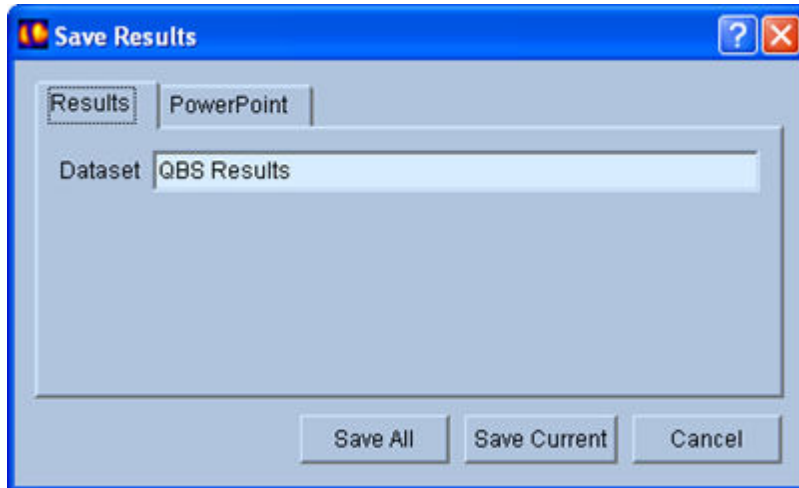 Save Results
Results PowerPoint
Dataset QBS Results
Save All Save Current Cancel